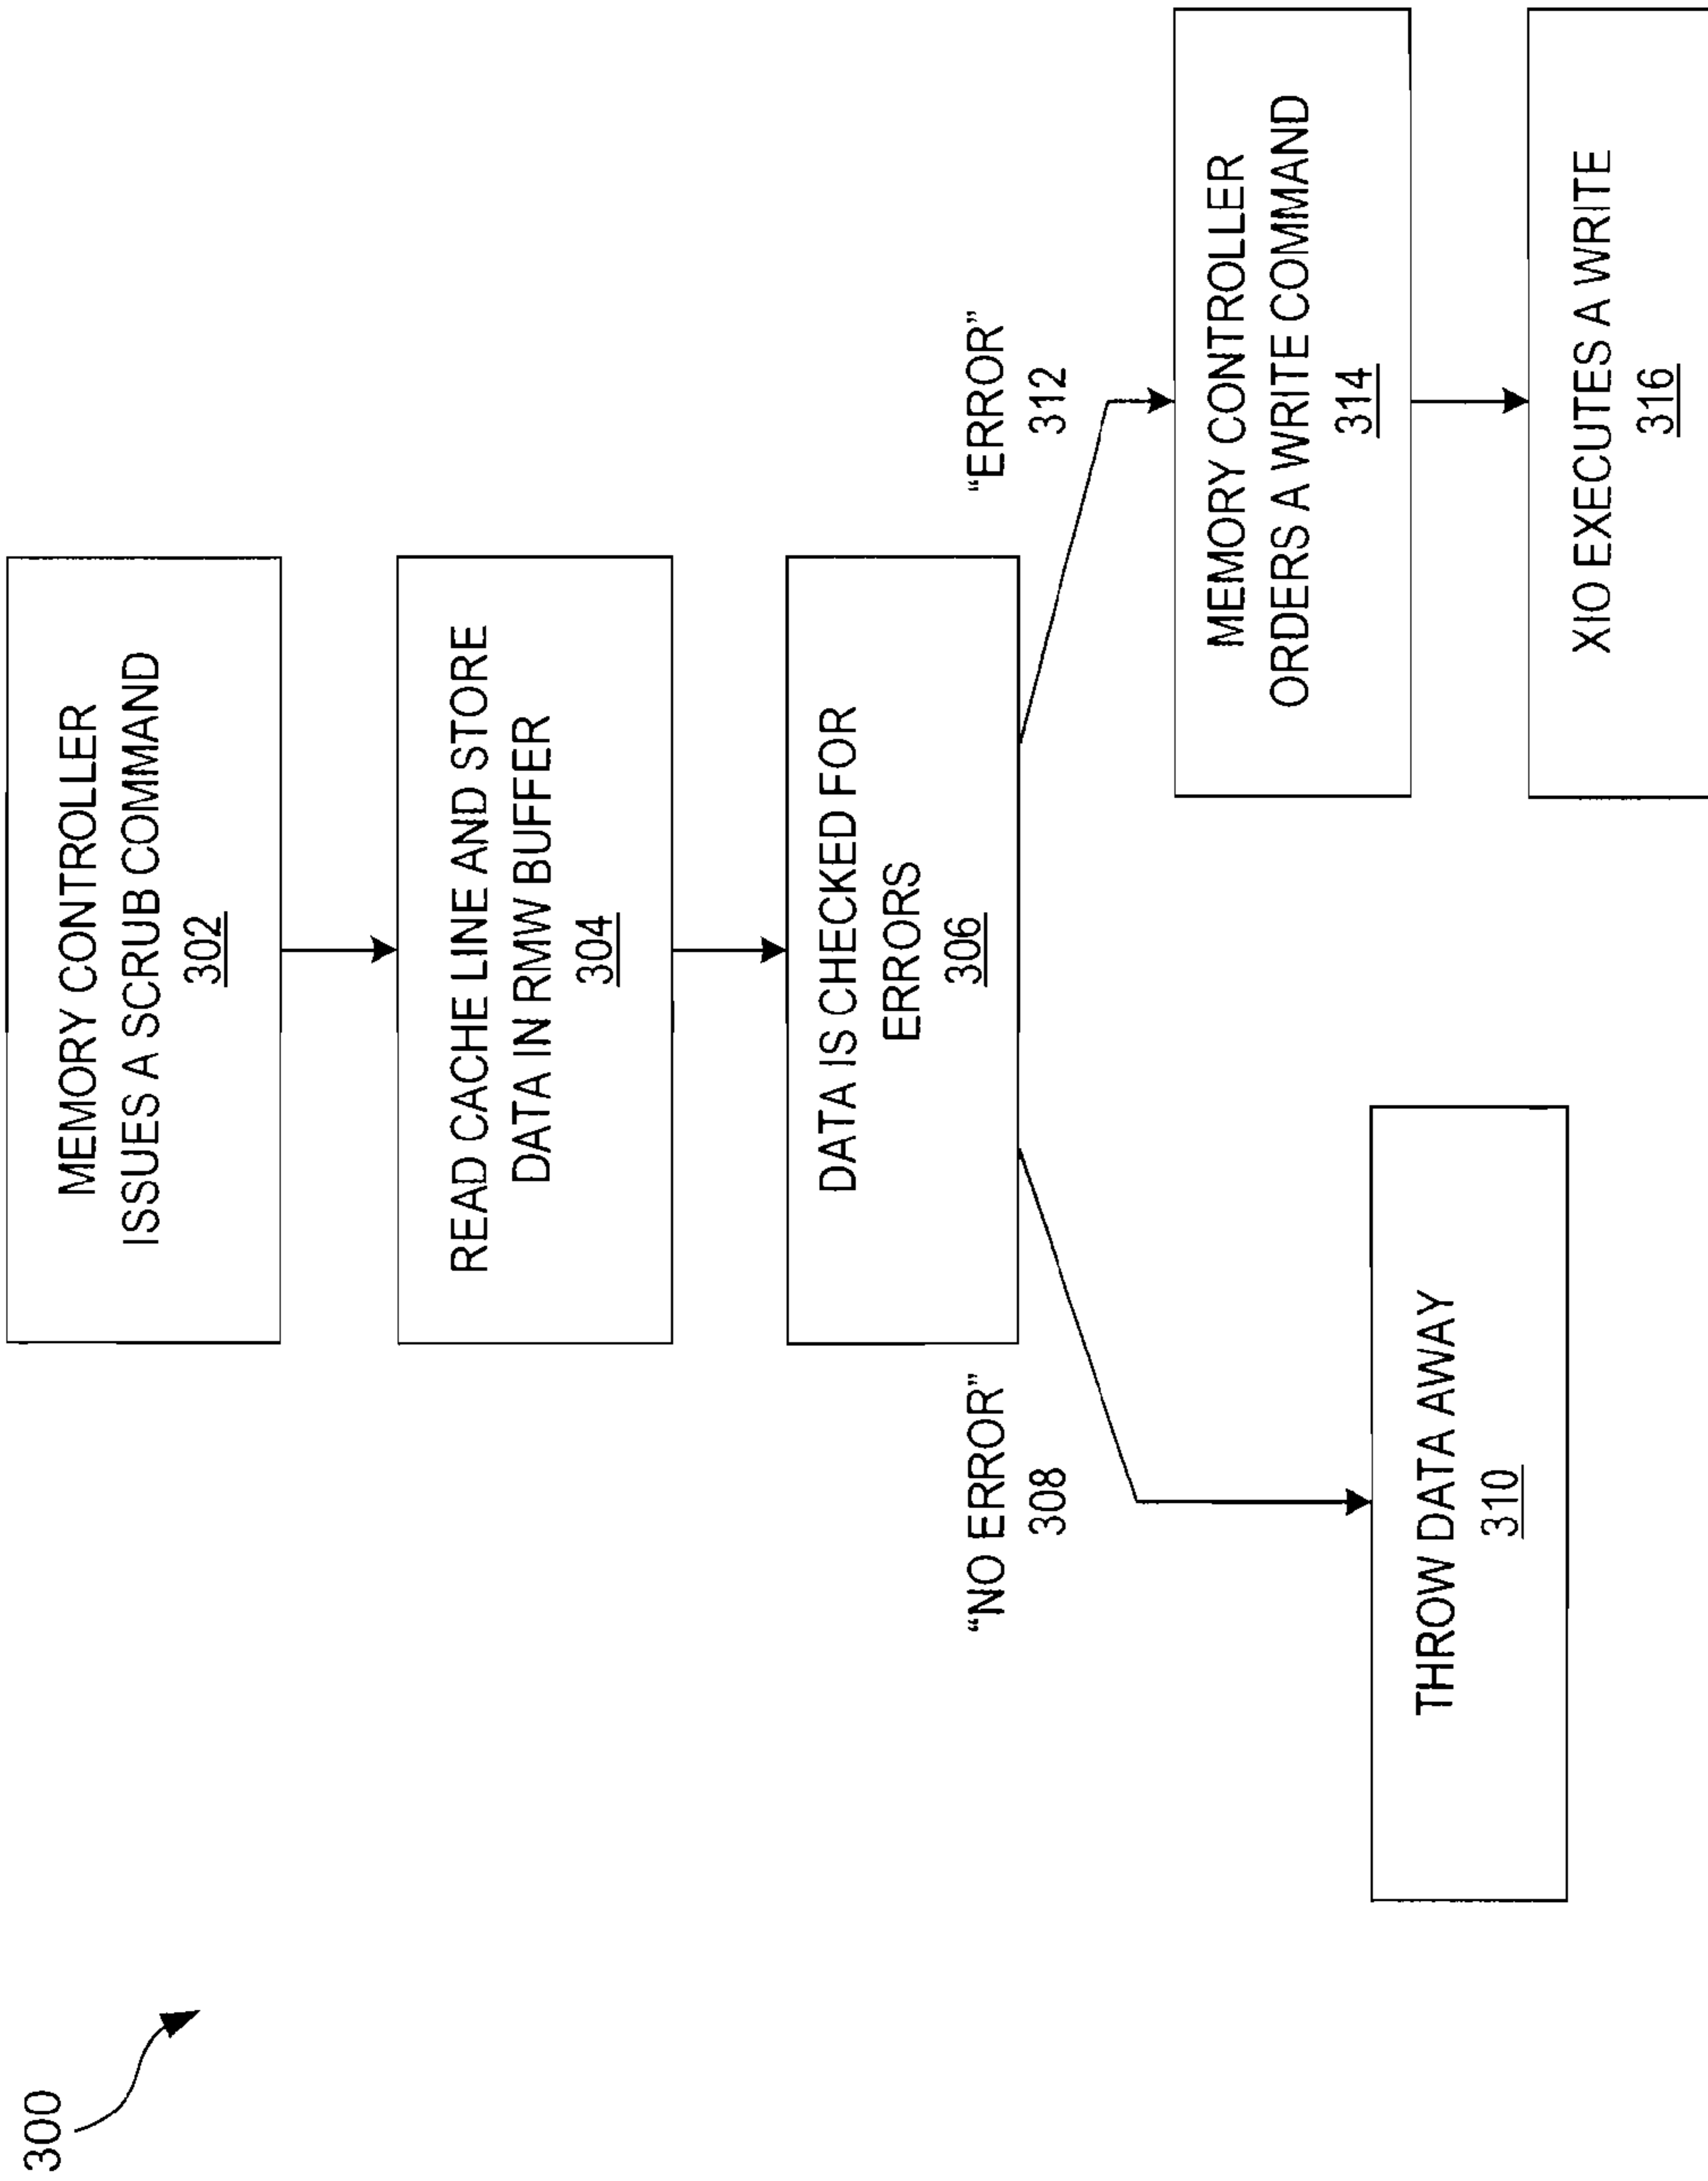 300
MEMORY CONTROLLER
ISSUES A SCRUB COMMAND
302
READ CACHE LINE AND STORE
DATA IN RMW BUFFER
304
DATA IS CHECKED FOR
ERRORS
306
“NO ERROR”
308
THROW DATA AWAY
310
“ERROR”
312
MEMORY CONTROLLER
ORDERS A WRITE COMMAND
314
XIO EXECUTES A WRITE
316